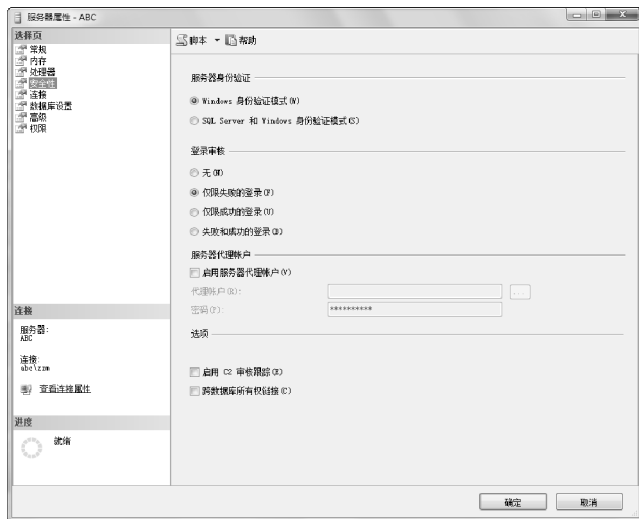 服务器属性 - ABC
选择页
常规
内存
处理器
安全性
连接
数据库设置
高级
权限
脚本
帮助
服务器身份验证
Windows 身份验证模式(W)
SQL Server 和 Windows 身份验证模式(S)
登录审核
无(N)
仅限失败的登录(F)
仅限成功的登录(U)
失败和成功的登录(B)
服务器代理帐户
启用服务器代理帐户(V)
代理帐户(R):
...
密码(P):
**********
选项
启用 C2 审核跟踪(E)
跨数据库所有权链接(C)
连接
服务器:
ABC
连接:
abc\zzm
查看连接属性
进度
就绪
确定
取消